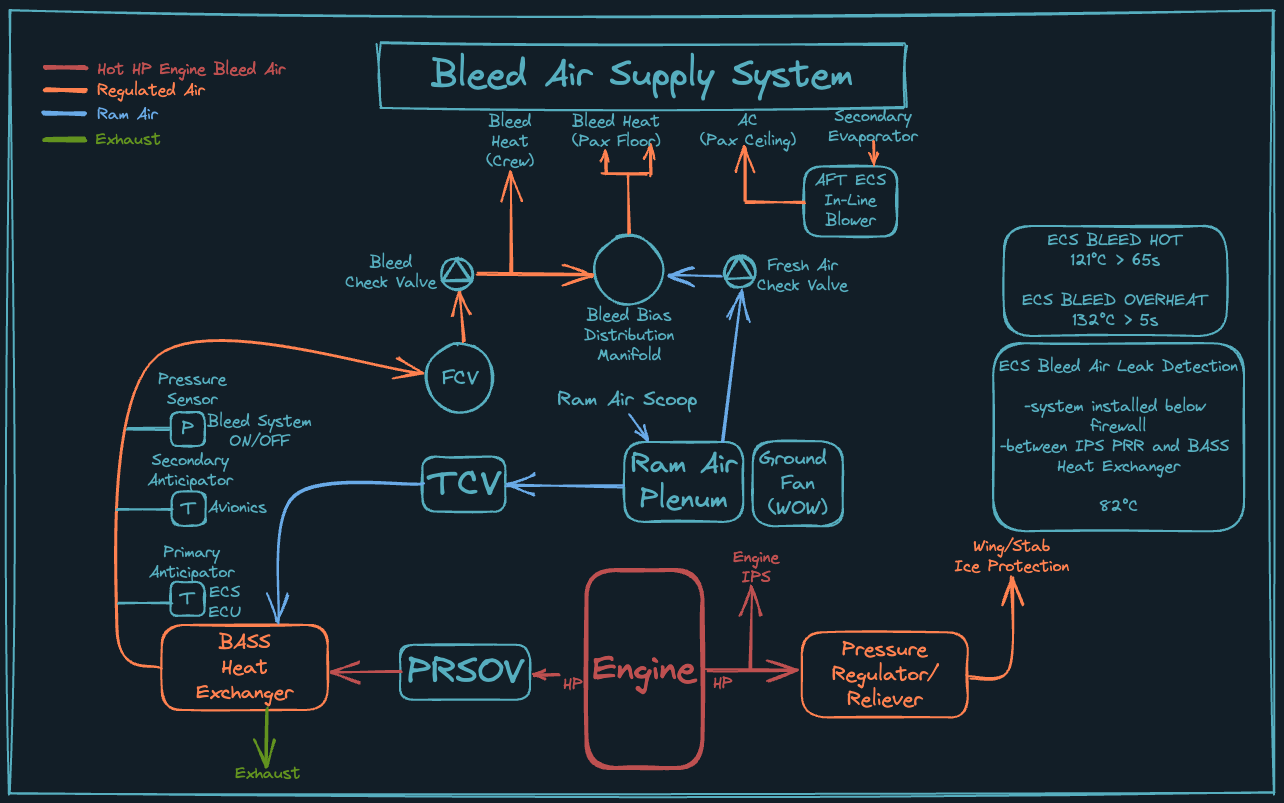 Bleed Air Supply System
Hot HP Engine Bleed Air
Regulated Air
Ram Air
Exhaust
Bleed
Heat
(Crew)
Bleed Heat
(Pax Floor)
AC
(Pax Ceiling)
Secondary
Evaporator
AFT ECS
In-Line
Blower
Bleed
Check Valve
Fresh Air
Check Valve
Bleed Bias
Distribution
Manifold
ECS BLEED HOT
121°C > 65s
ECS BLEED OVERHEAT
132°C > 5s
ECS Bleed Air Leak Detection
-system installed below
firewall
-between IPS PRR and BASS
Heat Exchanger
82°C
FCV
Pressure
Sensor
P
Bleed System
ON/OFF
Secondary
Anticipator
T
Avionics
Primary
Anticipator
T
ECS
ECU
Ram Air Scoop
TCV
Ram Air
Plenum
Ground
Fan
(WOW)
Wing/Stab
Ice Protection
Engine
IPS
BASS
Heat
Exchanger
PRSOV
HP
Engine
HP
Pressure
Regulator/
Reliever
Exhaust